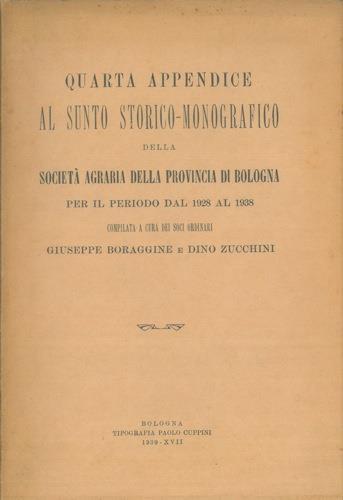 QUARTA APPENDICE
AL SUNTO STORICO-MONOGRAFICO
DELLA
SOCIETÀ AGRARIA DELLA PROVINCIA DI BOLOGNA
PER IL PERIODO DAL 1928 AL 1938
COMPILATA A CURA DEI SOCI ORDINARI
GIUSEPPE BORAGGINE E DINO ZUCCHINI
BOLOGNA
TIPOGRAFIA PAOLO CUPPINI
1939-XVII